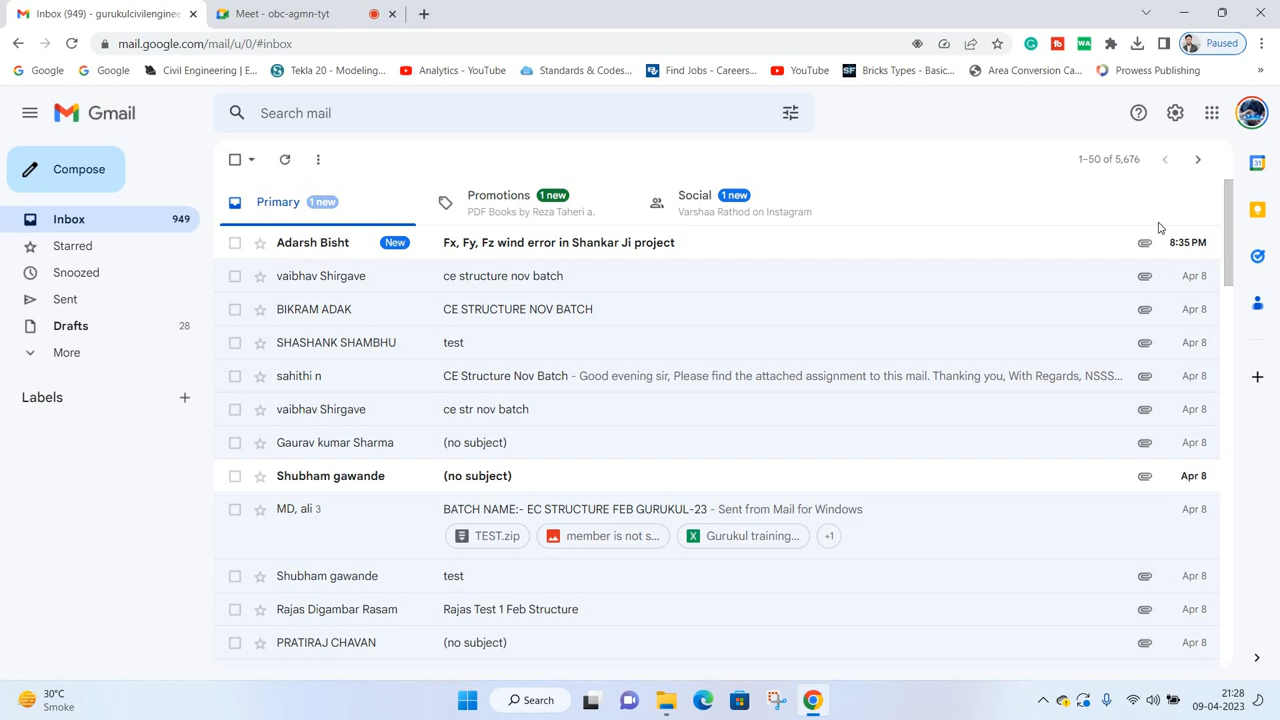 Inbox (949) - gurukulcivilenginee
Meet - obc-agmn-tyt
mail.google.com/mail/u/0/#inbox
Paused
Google
Google
Civil Engineering | E...
Tekla 20 - Modeling...
Analytics - YouTube
Standards & Codes...
Find Jobs - Careers...
YouTube
SF
Bricks Types - Basic...
Area Conversion Ca...
Prowess Publishing
»
Gmail
Search mail
Compose
1–50 of 5,676
Primary 1 new
Promotions 1 new
PDF Books by Reza Taheri a.
Social 1 new
Varshaa Rathod on Instagram
Inbox 949
Starred
Snoozed
Sent
Drafts 28
More
Labels
Adarsh Bisht New Fx, Fy, Fz wind error in Shankar Ji project 8:35 PM
vaibhav Shirgave ce structure nov batch Apr 8
BIKRAM ADAK CE STRUCTURE NOV BATCH Apr 8
SHASHANK SHAMBHU test Apr 8
sahithi n CE Structure Nov Batch - Good evening sir, Please find the attached assignment to this mail. Thanking you, With Regards, NSSS... Apr 8
vaibhav Shirgave ce str nov batch Apr 8
Gaurav kumar Sharma (no subject) Apr 8
Shubham gawande (no subject) Apr 8
MD, ali 3 BATCH NAME:- EC STRUCTURE FEB GURUKUL-23 - Sent from Mail for Windows Apr 8
TEST.zip member is not s... Gurukul training... +1
Shubham gawande test Apr 8
Rajas Digambar Rasam Rajas Test 1 Feb Structure Apr 8
PRATIRAJ CHAVAN (no subject) Apr 8
30°C
Smoke
Search
21:28
09-04-2023